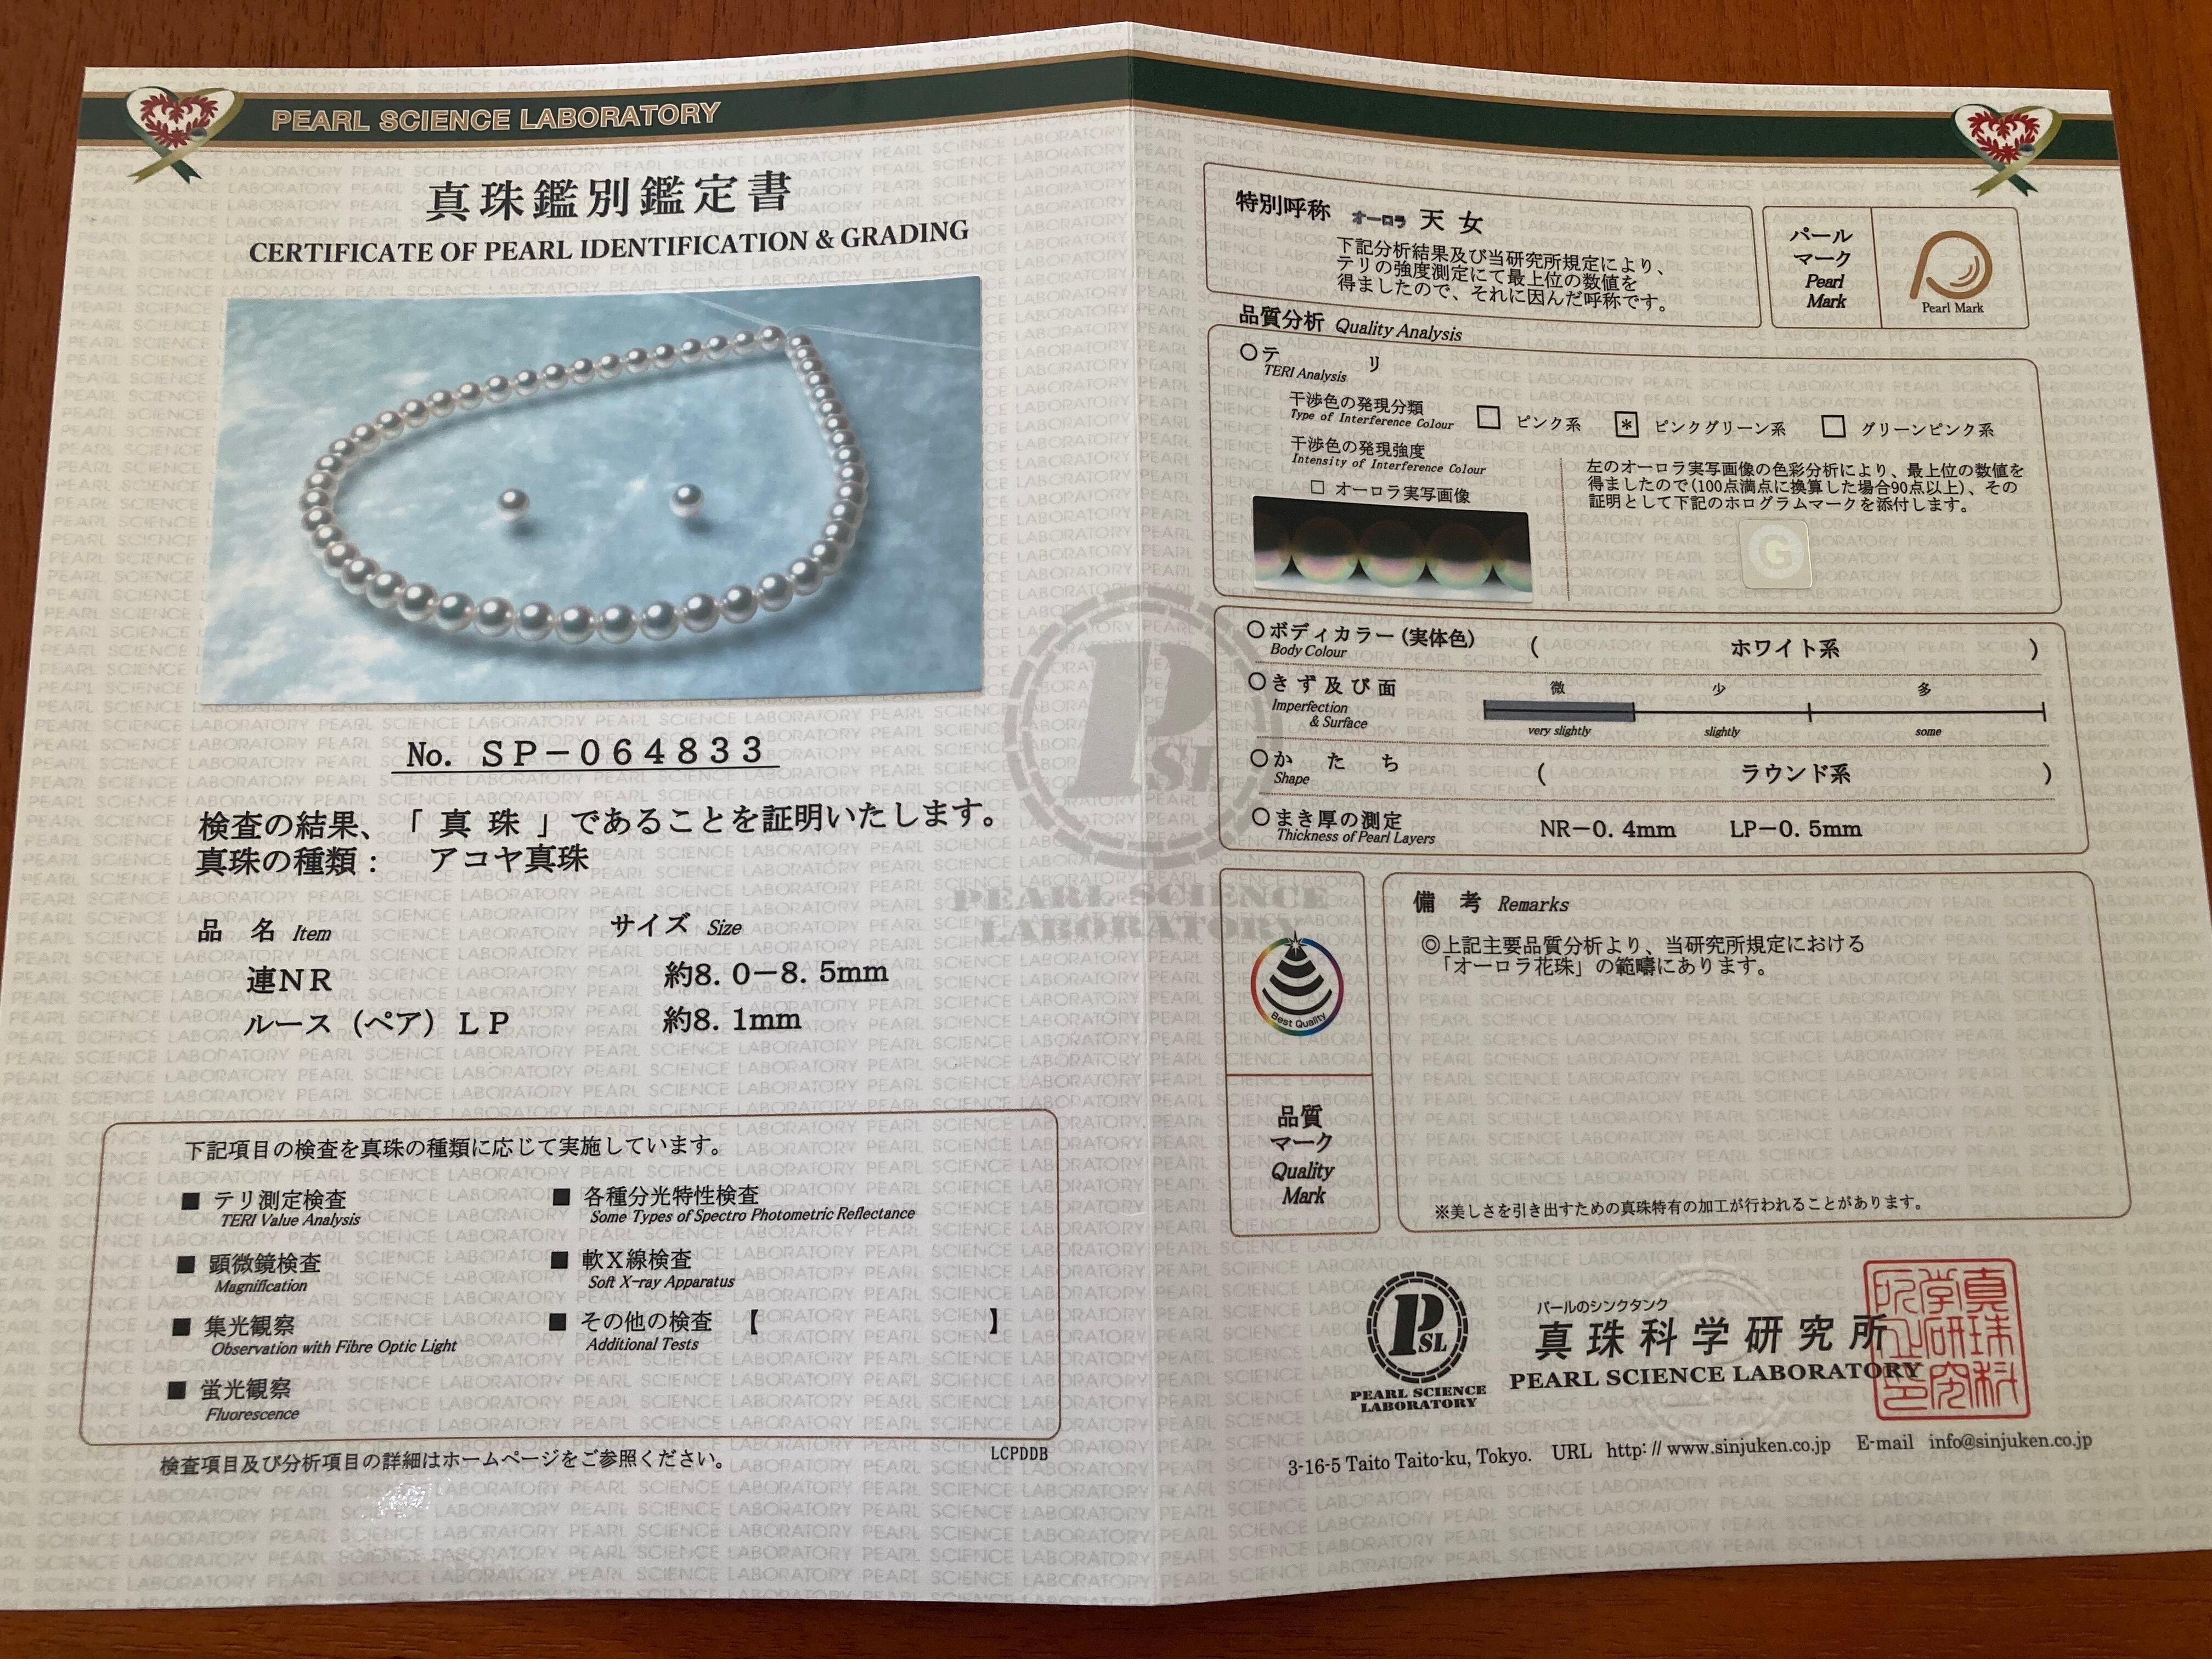 PEARL SCIENCE LABORATORY
真珠鑑別鑑定書
CERTIFICATE OF PEARL IDENTIFICATION & GRADING
No. SP-064833
検査の結果、「真珠」であることを証明いたします。
真珠の種類： アコヤ真珠
品名 Item サイズ Size
連NR 約8.0-8.5mm
ルース（ペア）LP 約8.1mm
下記項目の検査を真珠の種類に応じて実施しています。
■ テリ測定検査 ■ 各種分光特性検査
TERI Value Analysis Some Types of Spectro Photometric Reflectance
■ 顕微鏡検査 ■ 軟X線検査
Magnification Soft X-ray Apparatus
■ 集光観察 ■ その他の検査 【 】
Observation with Fibre Optic Light Additional Tests
■ 蛍光観察
Fluorescence
検査項目及び分析項目の詳細はホームページをご参照ください。 LCPDDB
特別呼称 オーロラ 天女
下記分析結果及び当研究所規定により、
テリの強度測定にて最上位の数値を
得ましたので、それに因んだ呼称です。
パール
マーク
Pearl
Mark
Pearl Mark
品質分析 Quality Analysis
○テリ
TERI Analysis
干渉色の発現分類 □ ピンク系 [*] ピンクグリーン系 □ グリーンピンク系
Type of Interference Colour
干渉色の発現強度
Intensity of Interference Colour
□ オーロラ実写画像
左のオーロラ実写画像の色彩分析により、最上位の数値を
得ましたので(100点満点に換算した場合90点以上)、その
証明として下記のホログラムマークを添付します。
G
○ボディカラー(実体色) ( ホワイト系 )
Body Colour
○きず及び面 微 少 多
Imperfection
& Surface
very slightly slightly some
○かたち ( ラウンド系 )
Shape
○まき厚の測定 NR-0.4mm LP-0.5mm
Thickness of Pearl Layers
PSL
PEARL SCIENCE
LABORATORY
Best Quality
品質
マーク
Quality
Mark
備考 Remarks
◎上記主要品質分析より、当研究所規定における
「オーロラ花珠」の範疇にあります。
※美しさを引き出すための真珠特有の加工が行われることがあります。
PSL
PEARL SCIENCE
LABORATORY
パールのシンクタンク
真珠科学研究所
PEARL SCIENCE LABORATORY
真珠科学研究所之印
3-16-5 Taito Taito-ku, Tokyo. URL http://www.sinjuken.co.jp E-mail info@sinjuken.co.jp